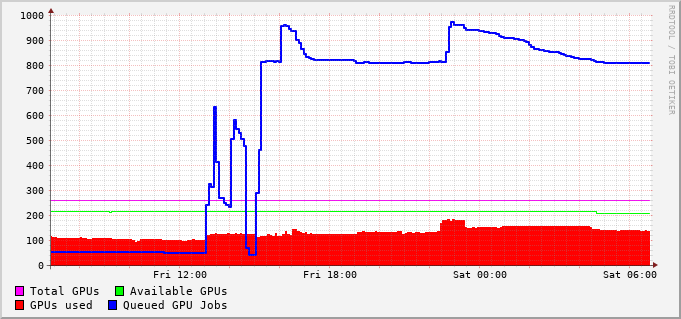 1000
900
800
700
600
500
400
300
200
100
0
Fri 12:00 Fri 18:00 Sat 00:00 Sat 06:00
Total GPUs Available GPUs
GPUs used Queued GPU Jobs
RRDTOOL / TOBI OETIKER